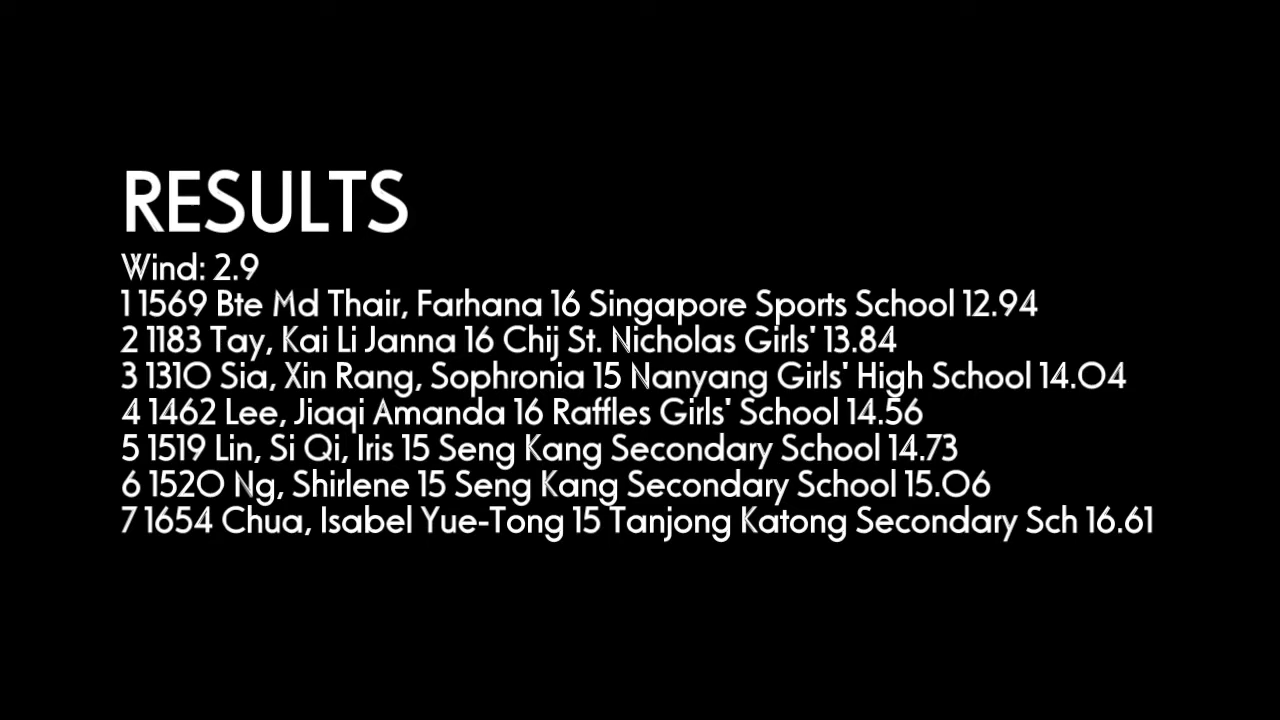 RESULTS
Wind: 2.9
1 1569 Bte Md Thair, Farhana 16 Singapore Sports School 12.94
2 1183 Tay, Kai Li Janna 16 Chij St. Nicholas Girls' 13.84
3 1310 Sia, Xin Rang, Sophronia 15 Nanyang Girls' High School 14.04
4 1462 Lee, Jiaqi Amanda 16 Raffles Girls' School 14.56
5 1519 Lin, Si Qi, Iris 15 Seng Kang Secondary School 14.73
6 1520 Ng, Shirlene 15 Seng Kang Secondary School 15.06
7 1654 Chua, Isabel Yue-Tong 15 Tanjong Katong Secondary Sch 16.61